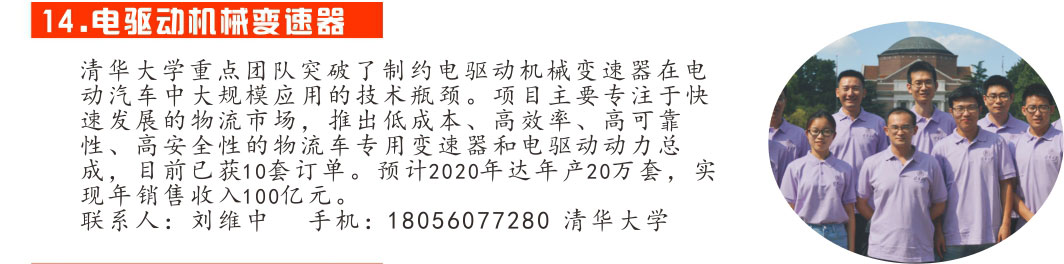 14.电驱动机械变速器
清华大学重点团队突破了制约电驱动机械变速器在电
动汽车中大规模应用的技术瓶颈。项目主要专注于快
速发展的物流市场，推出低成本、高效率、高可靠
性、高安全性的物流车专用变速器和电驱动动力总
成，目前已获10套订单。预计2020年达年产20万套，实
现年销售收入100亿元。
联系人：刘维中 手机：18056077280 清华大学